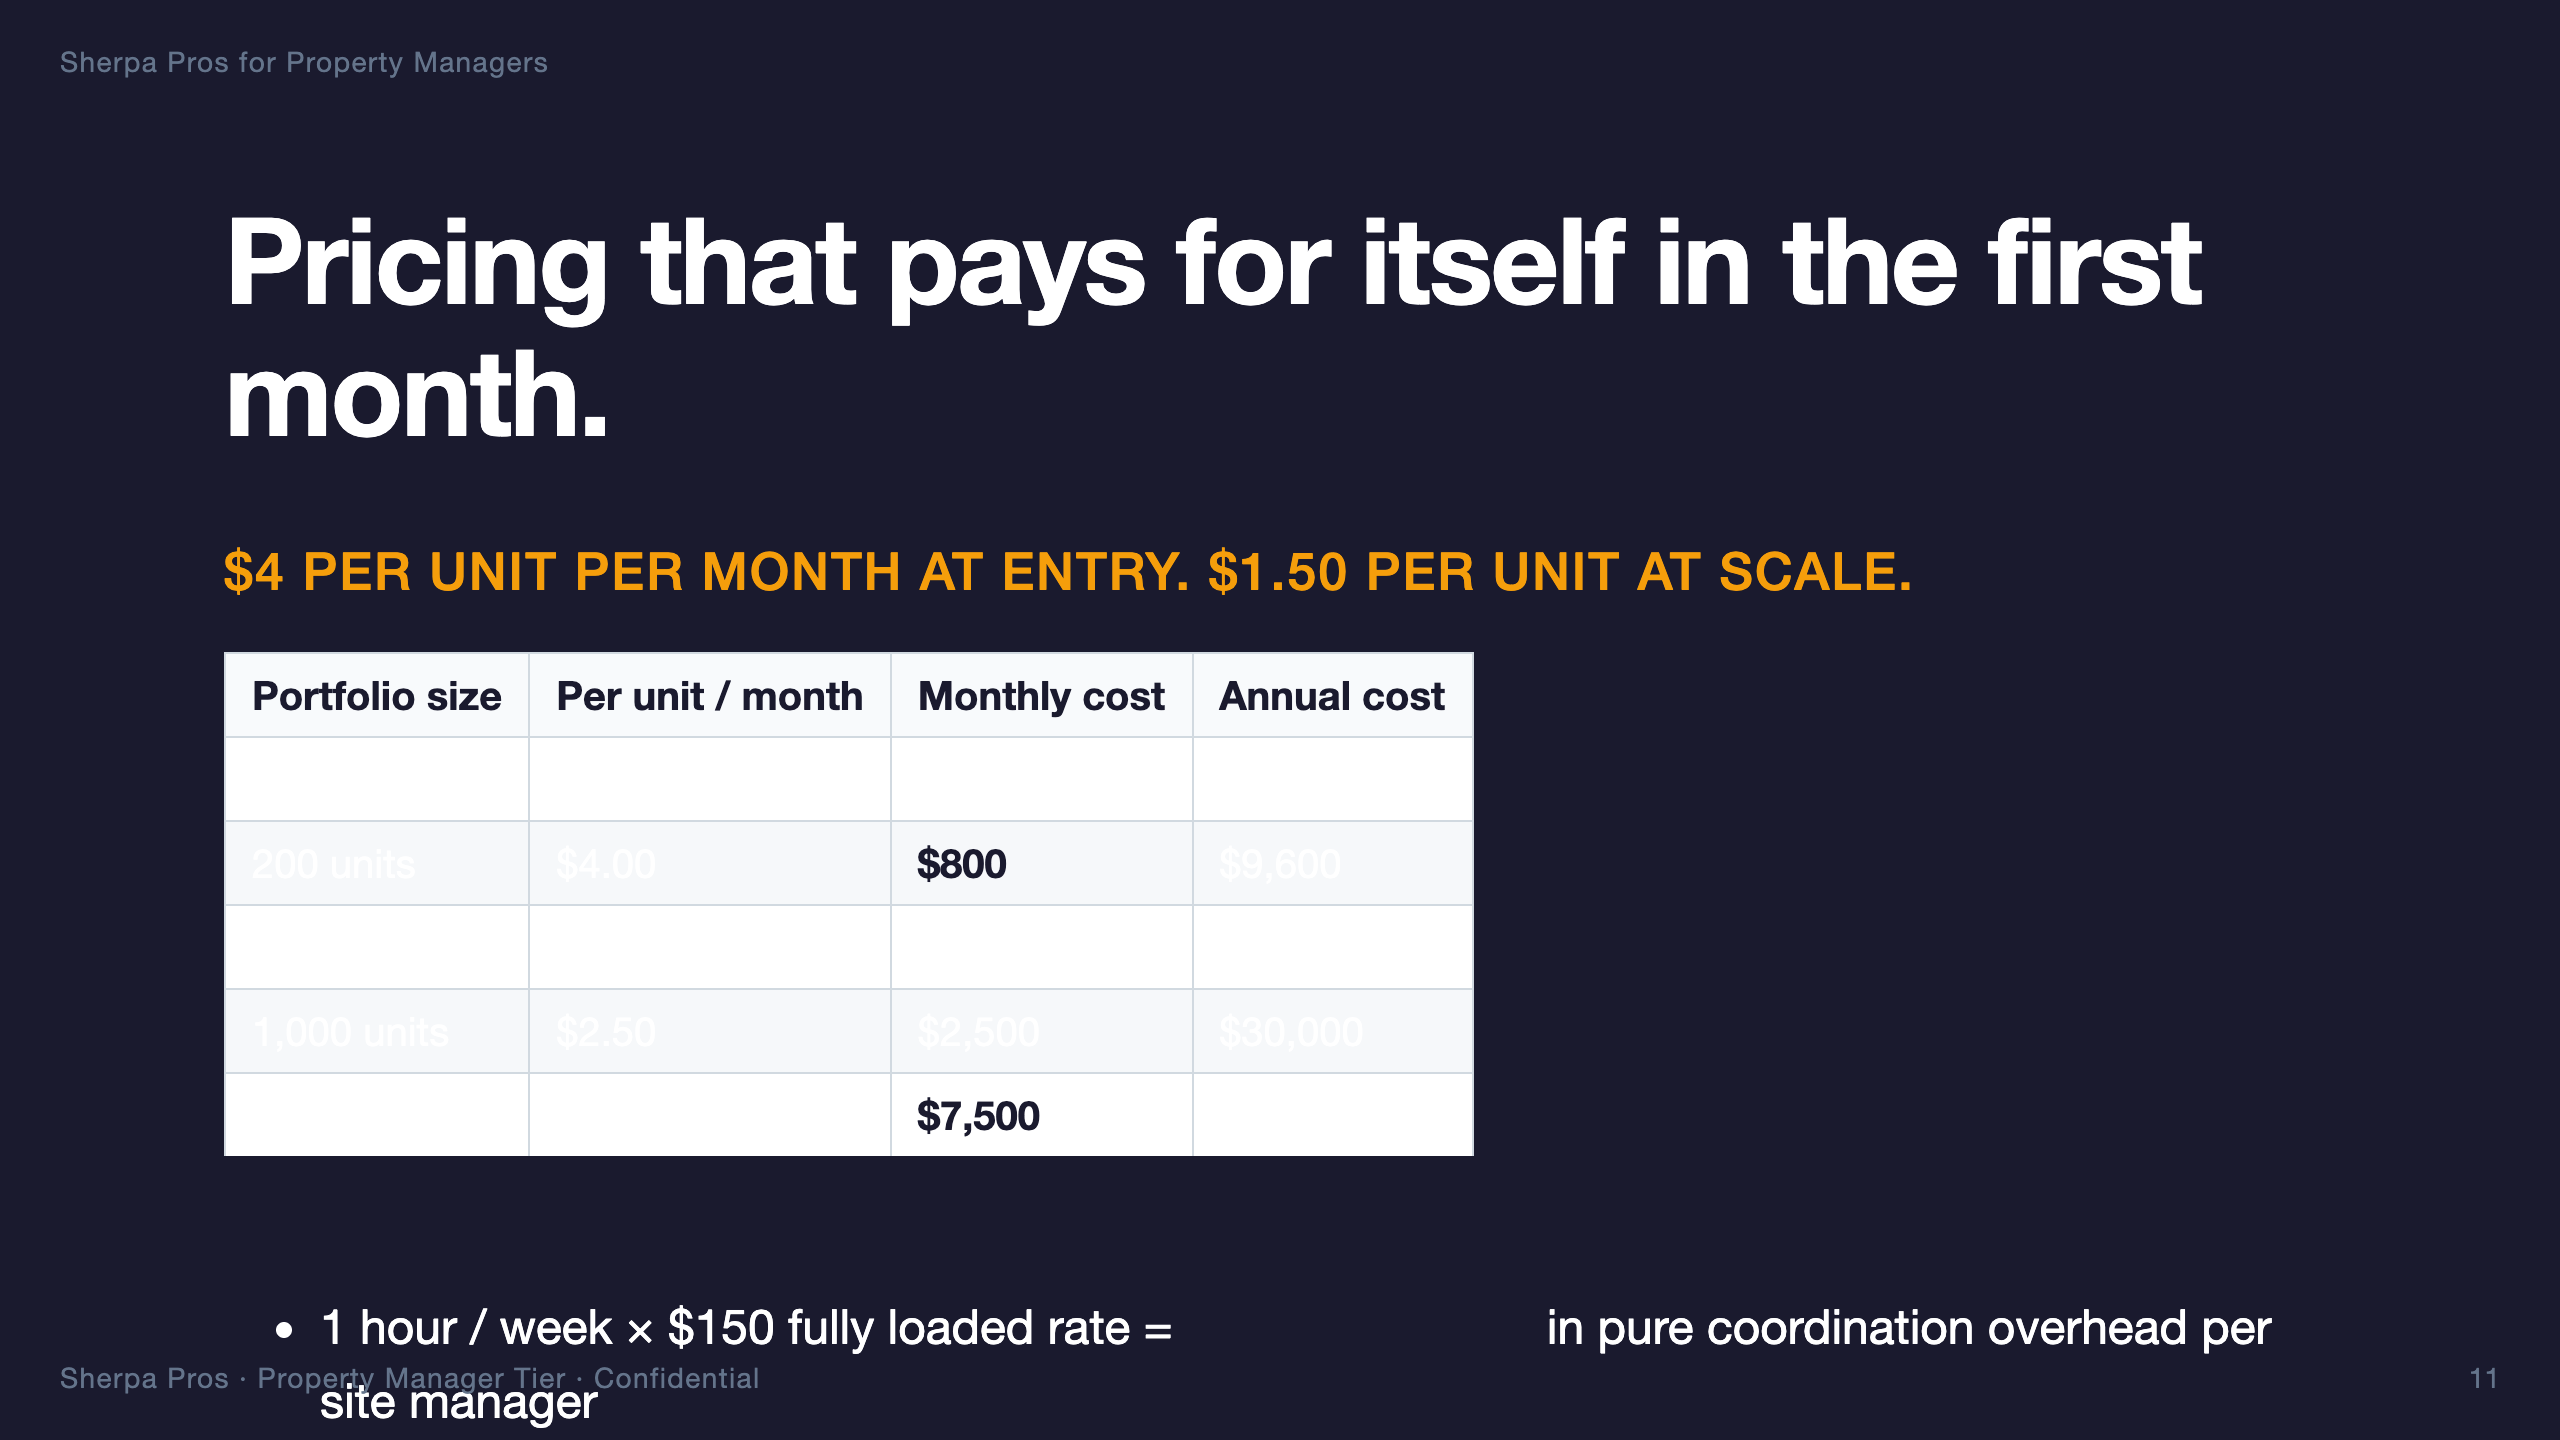 Sherpa Pros for Property Managers
Pricing that pays for itself in the first
month.
$4 PER UNIT PER MONTH AT ENTRY. $1.50 PER UNIT AT SCALE.
Portfolio size Per unit / month Monthly cost Annual cost
200 units $4.00 $800 $9,600
1,000 units $2.50 $2,500 $30,000
$7,500
• 1 hour / week × $150 fully loaded rate = in pure coordination overhead per
site manager
Sherpa Pros · Property Manager Tier · Confidential
11